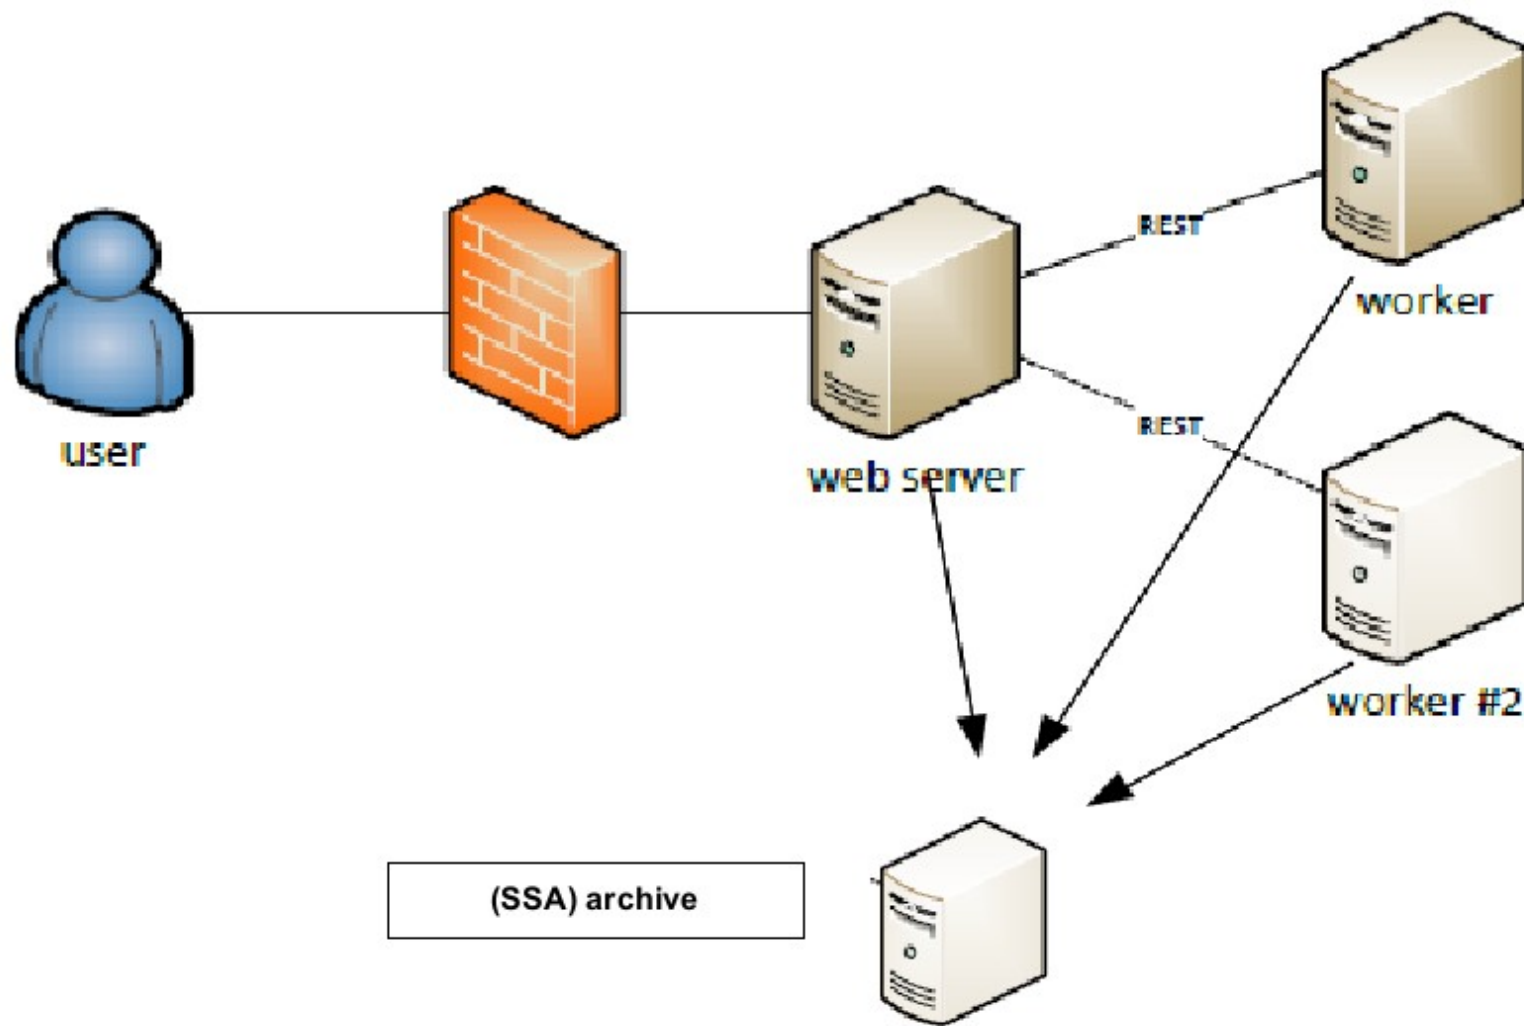 REST
worker
user
web server
REST
worker #2
(SSA) archive